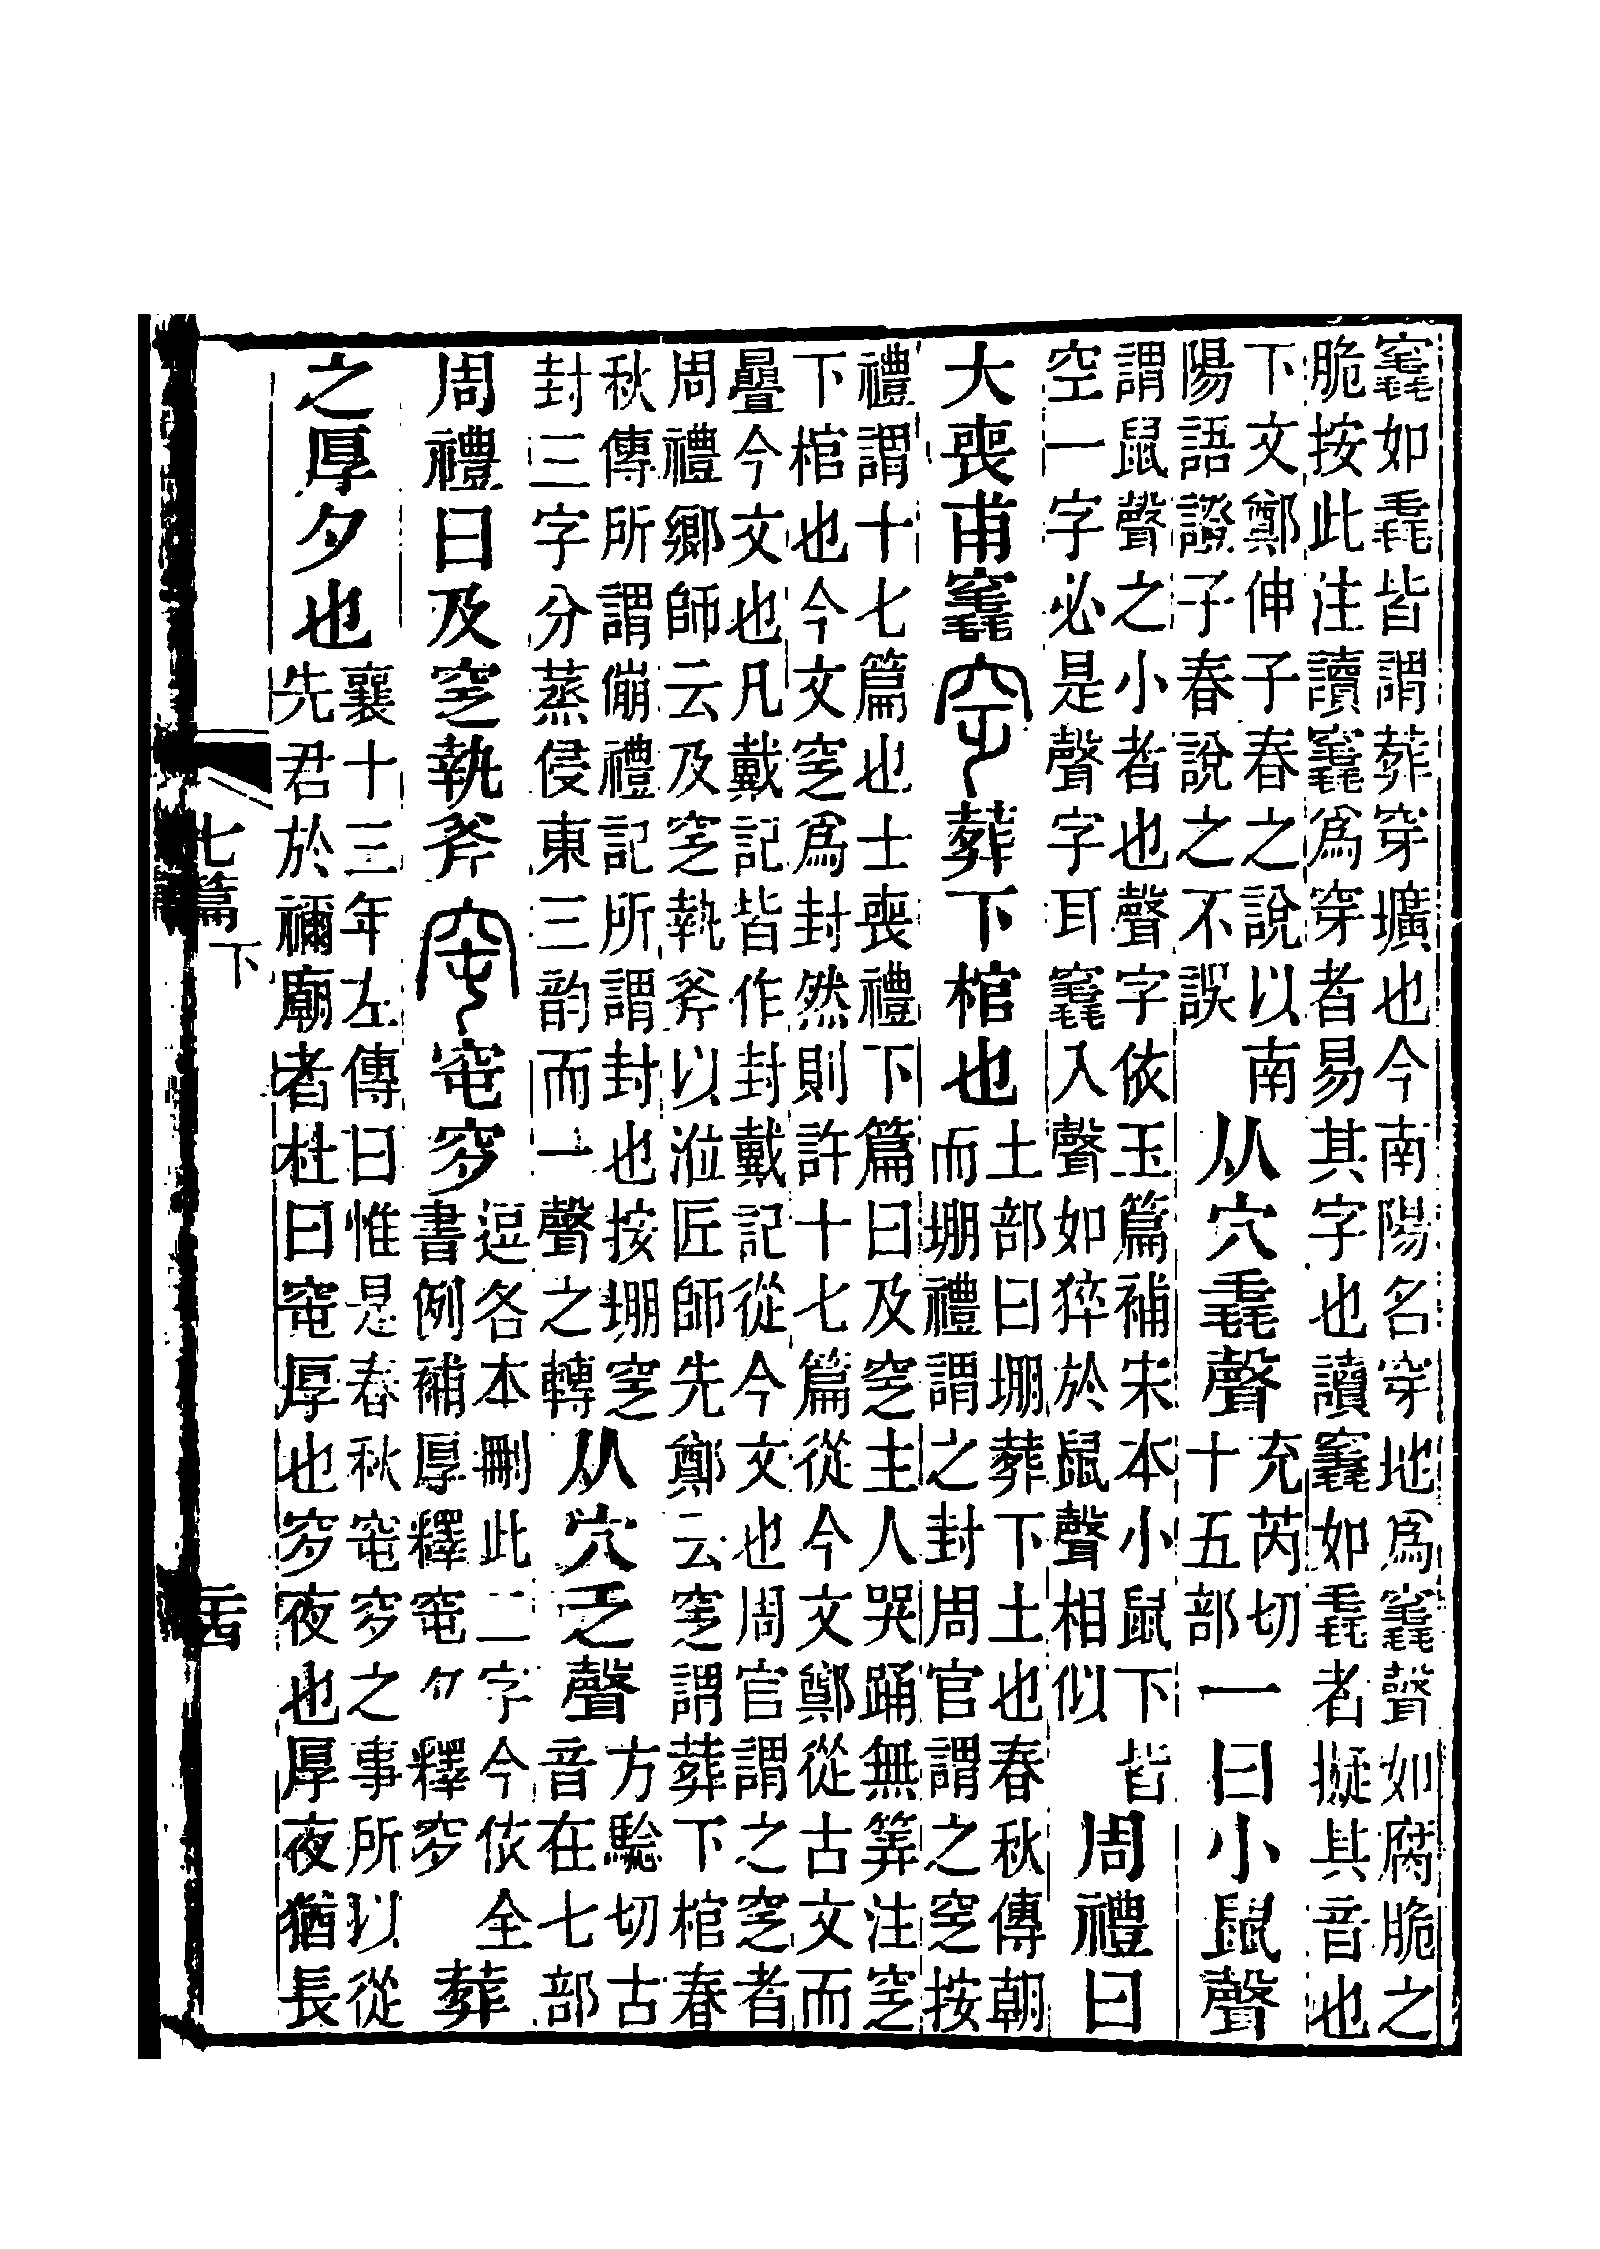 竁如毳皆謂葬穿壙也今南陽名穿地爲竁聲如腐脆之
脆按此注讀竁爲穿者易其字也讀竁如毳者擬其音也
下文鄭伸子春之說以南
陽語證子春說之不誤
从穴毳聲
充芮切
十五部
一曰小鼠聲
謂鼠聲之小者也聲字依玉篇補宋本小鼠下皆
空一字必是聲字耳竁入聲如猝於鼠聲相似
周禮曰
大喪甫竁窆葬下棺也
土部曰堋葬下土也春秋傳朝
而堋禮謂之封周官謂之窆按
禮謂十七篇也士喪禮下篇曰及窆主人哭踊無筭注窆
下棺也今文窆爲封然則許十七篇從今文鄭從古文而
曡今文也凡戴記皆作封戴記從今文也周官謂之窆者
周禮鄉師云及窆執斧以涖匠師先鄭云窆謂葬下棺春
秋傳所謂傰禮記所謂封也按堋窆
封三字分蒸侵東三韵而一聲之轉
从穴乏聲
方驗切古
音在七部
周禮曰及窆執斧窀窀穸
逗各本刪此二字今依全
書例補厚釋窀夕釋穸
葬
之厚夕也
襄十三年左傳曰惟是春秋窀穸之事所以從
先君於禰廟者杜曰窀厚也穸夜也厚夜猶長
七篇下
二十四